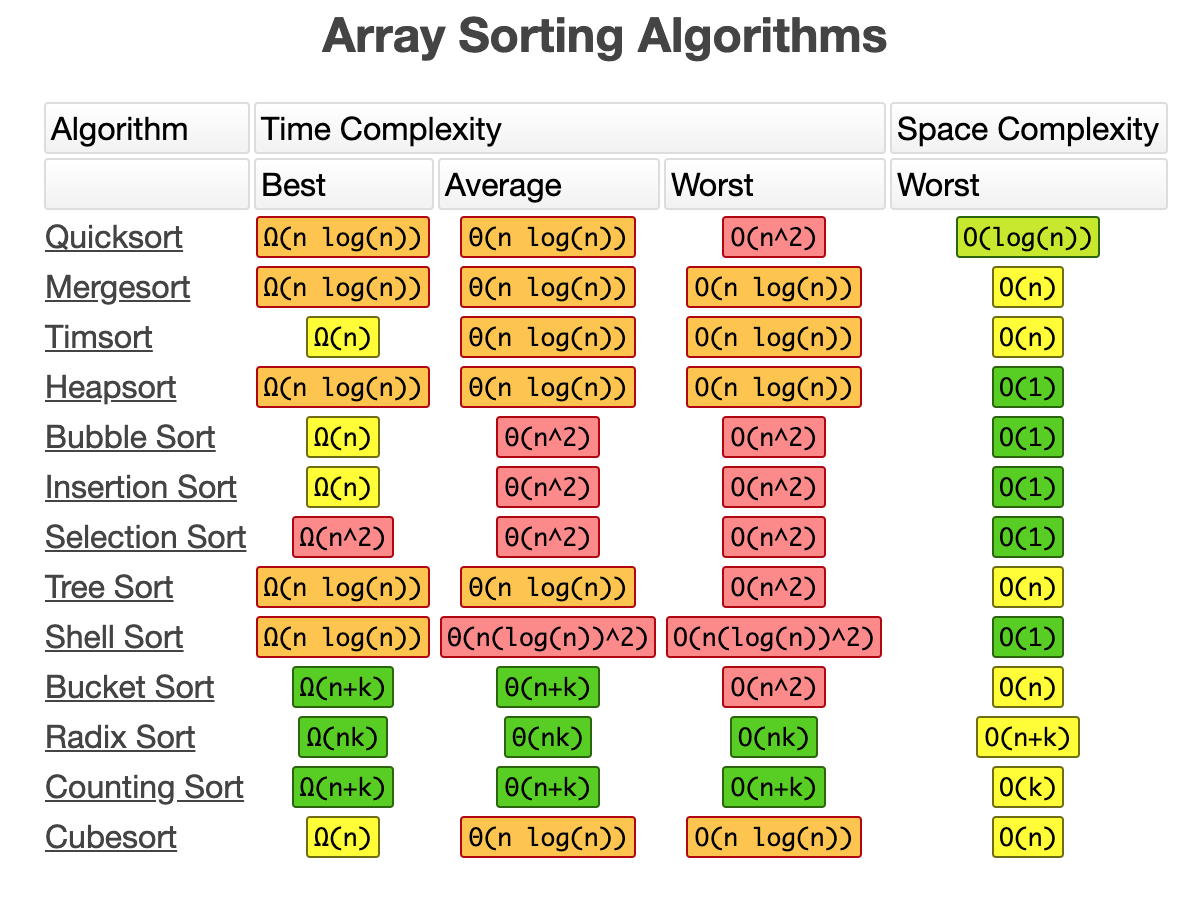 Array Sorting Algorithms
Algorithm Time Complexity Space Complexity
Best Average Worst Worst
Quicksort Ω(n log(n)) Θ(n log(n)) O(n^2) O(log(n))
Mergesort Ω(n log(n)) Θ(n log(n)) O(n log(n)) O(n)
Timsort Ω(n) Θ(n log(n)) O(n log(n)) O(n)
Heapsort Ω(n log(n)) Θ(n log(n)) O(n log(n)) O(1)
Bubble Sort Ω(n) Θ(n^2) O(n^2) O(1)
Insertion Sort Ω(n) Θ(n^2) O(n^2) O(1)
Selection Sort Ω(n^2) Θ(n^2) O(n^2) O(1)
Tree Sort Ω(n log(n)) Θ(n log(n)) O(n^2) O(n)
Shell Sort Ω(n log(n)) Θ(n(log(n))^2) O(n(log(n))^2) O(1)
Bucket Sort Ω(n+k) Θ(n+k) O(n^2) O(n)
Radix Sort Ω(nk) Θ(nk) O(nk) O(n+k)
Counting Sort Ω(n+k) Θ(n+k) O(n+k) O(k)
Cubesort Ω(n) Θ(n log(n)) O(n log(n)) O(n)